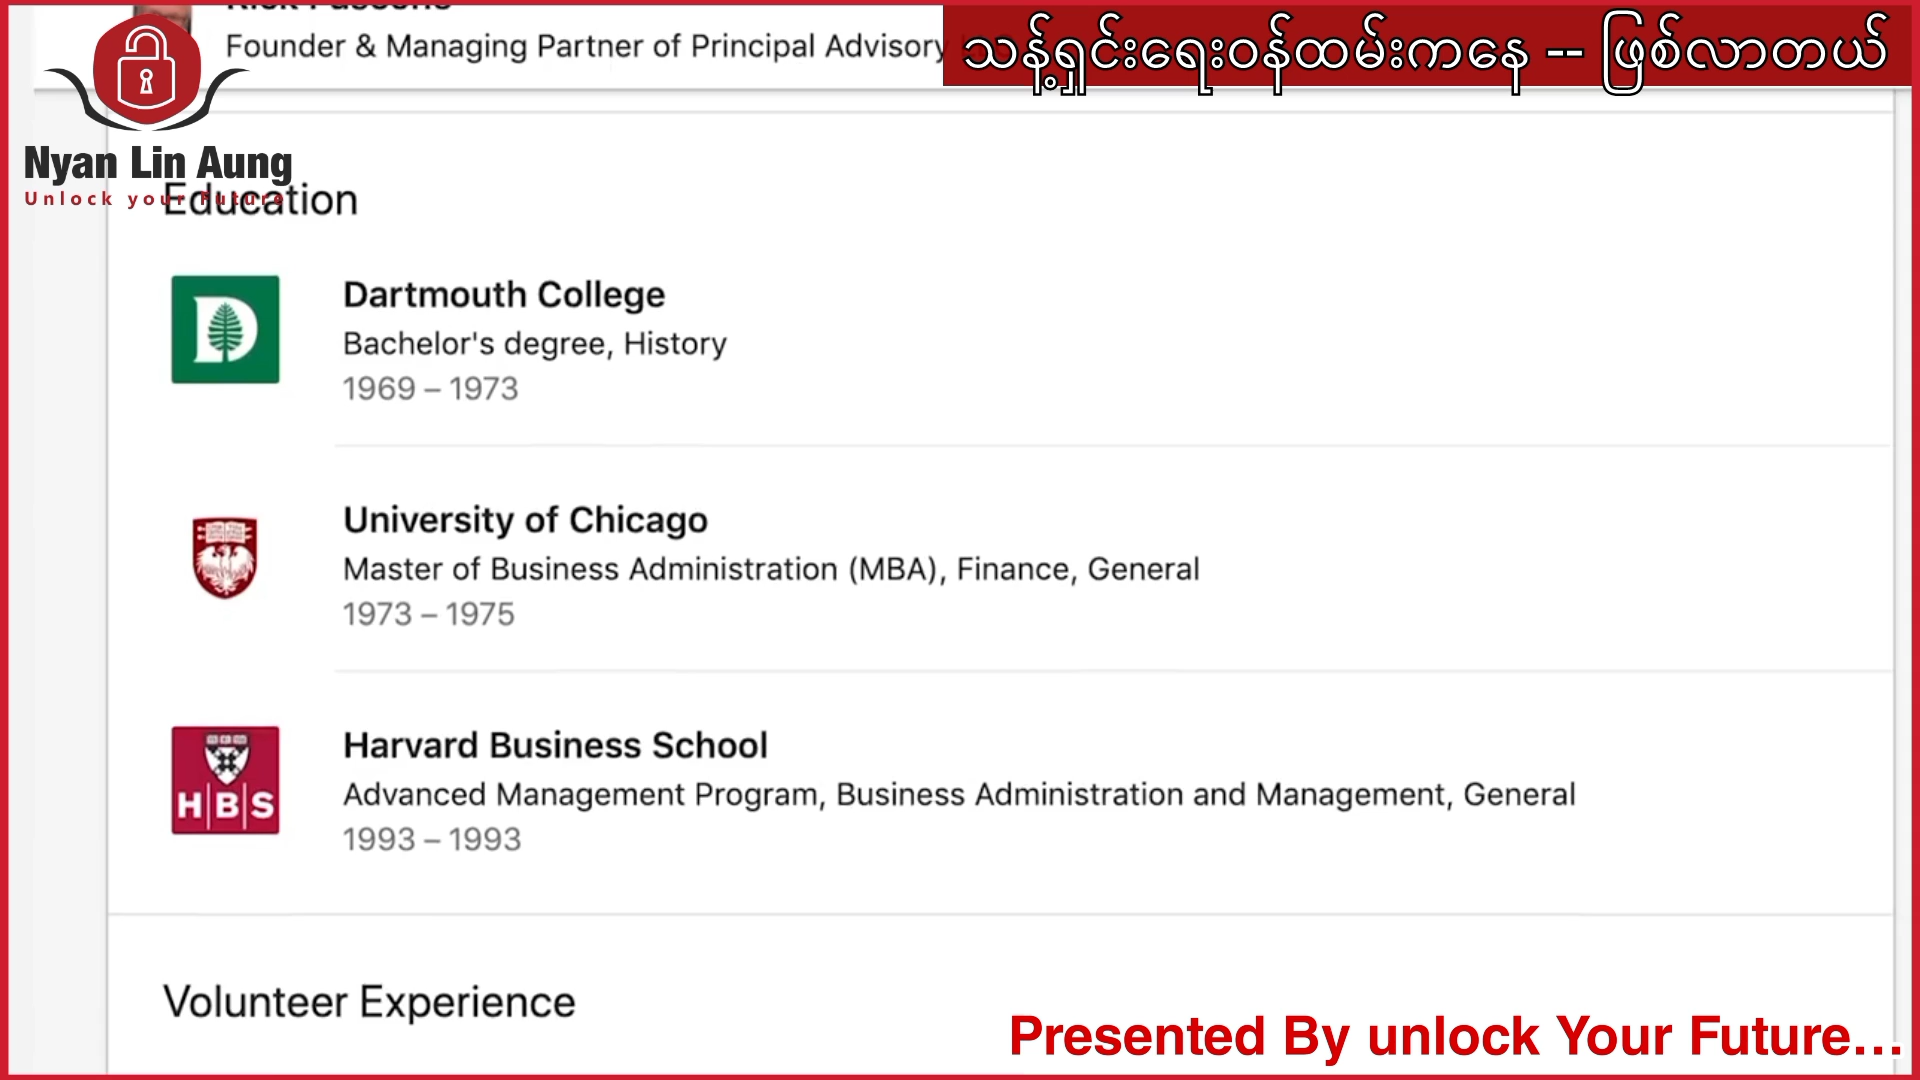 Founder & Managing Partner of Principal Advisory
သန့်ရှင်းရေးဝန်ထမ်းကနေ -- ဖြစ်လာတယ်
Nyan Lin Aung
Unlock your Future
Education
Dartmouth College
Bachelor's degree, History
1969 – 1973
University of Chicago
Master of Business Administration (MBA), Finance, General
1973 – 1975
Harvard Business School
H|B|S
Advanced Management Program, Business Administration and Management, General
1993 – 1993
Volunteer Experience
Presented By unlock Your Future...